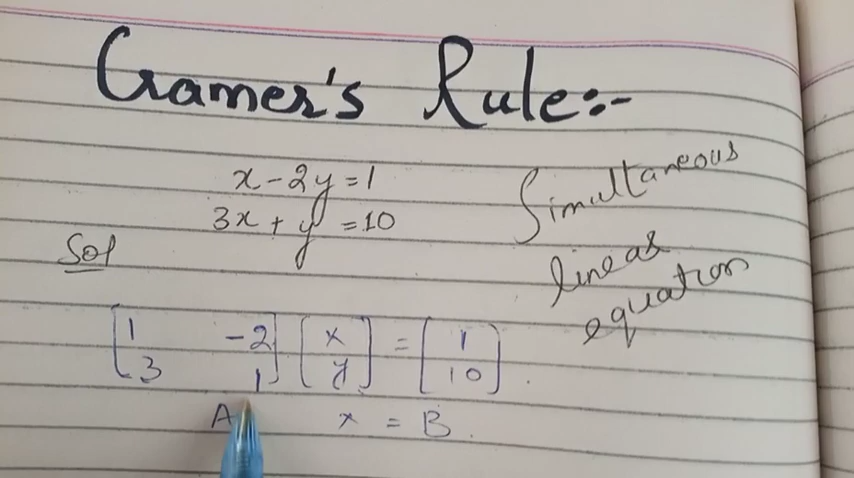 Cramer's Rule:-
x - 2y = 1
3x + y = 10
Simultaneous
linear
equation
Sol
[1 -2] [x] = [1]
[3 1] [y] [10].
A x = B.